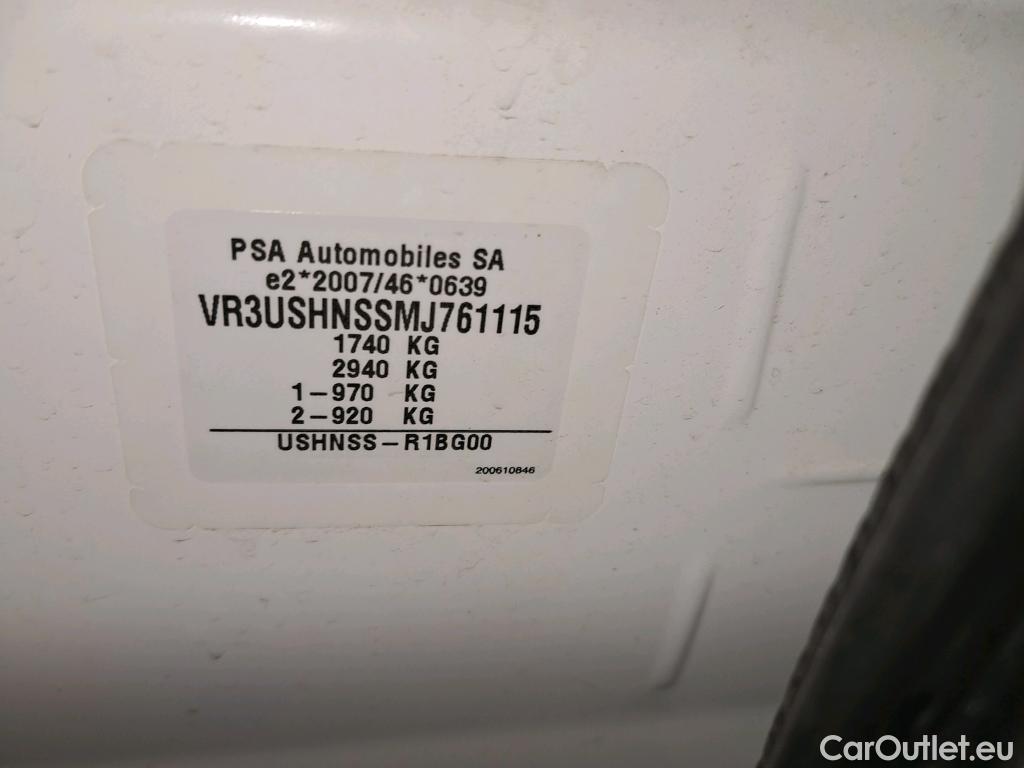 PSA Automobiles SA
e2*2007/46*0639
VR3USHNSSMJ761115
1740 KG
2940 KG
1-970 KG
2-920 KG
USHNSS-R1BG00
200610846
CarOutlet.eu